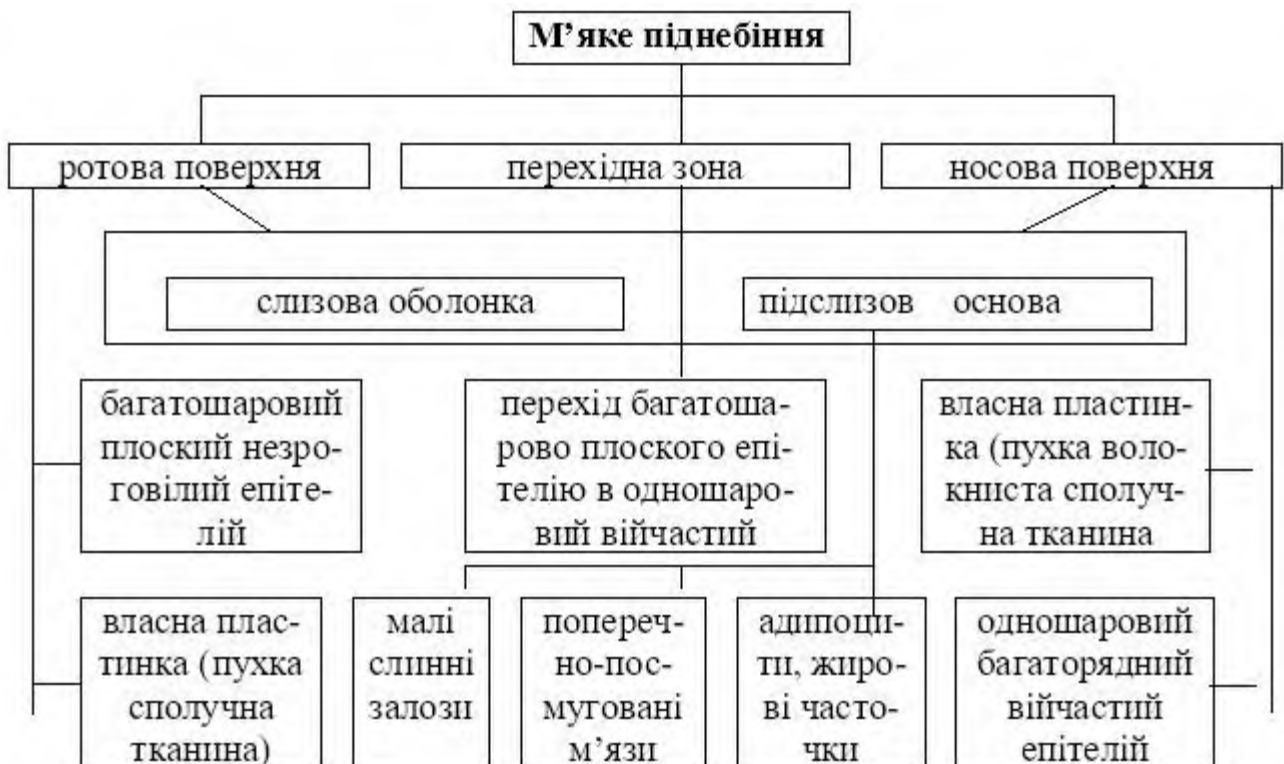 М’яке піднебіння
ротова поверхня
перехідна зона
носова поверхня
слизова оболонка
підслизов основа
багатошаровий
плоский незро-
говілий епіте-
лій
перехід багатоша-
рово плоского епі-
телію в одношаро-
вий війчастий
власна пластин-
ка (пухка воло-
книста сполуч-
на тканина
власна плас-
тинка (пухка
сполучна
тканина)
малі
слинні
залози
попереч-
но-пос-
муговані
м’язи
адипоци-
ти, жиро-
ві часто-
чки
одношаровий
багаторядний
війчастий
епітелій